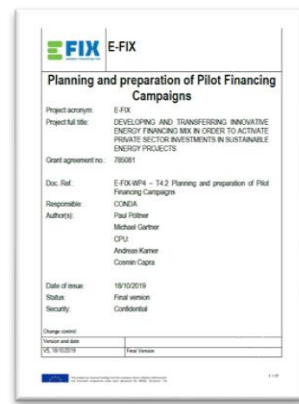 EFIX E-FIX
Planning and preparation of Pilot Financing
Campaigns
Project acronym: E-FIX
Project full title: DEVELOPING AND TRANSFERRING INNOVATIVE
ENERGY FINANCING MIX IN ORDER TO ACTIVATE
PRIVATE SECTOR INVESTMENTS IN SUSTAINABLE
ENERGY PROJECTS
Grant agreement no.: 785081
Doc. Ref.: E-FIX-WP4 – T4.2 Planning and preparation of Pilot
Financing Campaigns
Responsible: CONDA
Author(s): Paul Pöltner
Michael Gartner
CPU:
Andreas Karner
Cosmin Capra
Date of issue: 18/10/2019
Status: Final version
Security: Confidential
Change control:
Version and date
V5, 18/10/2019 Final Version